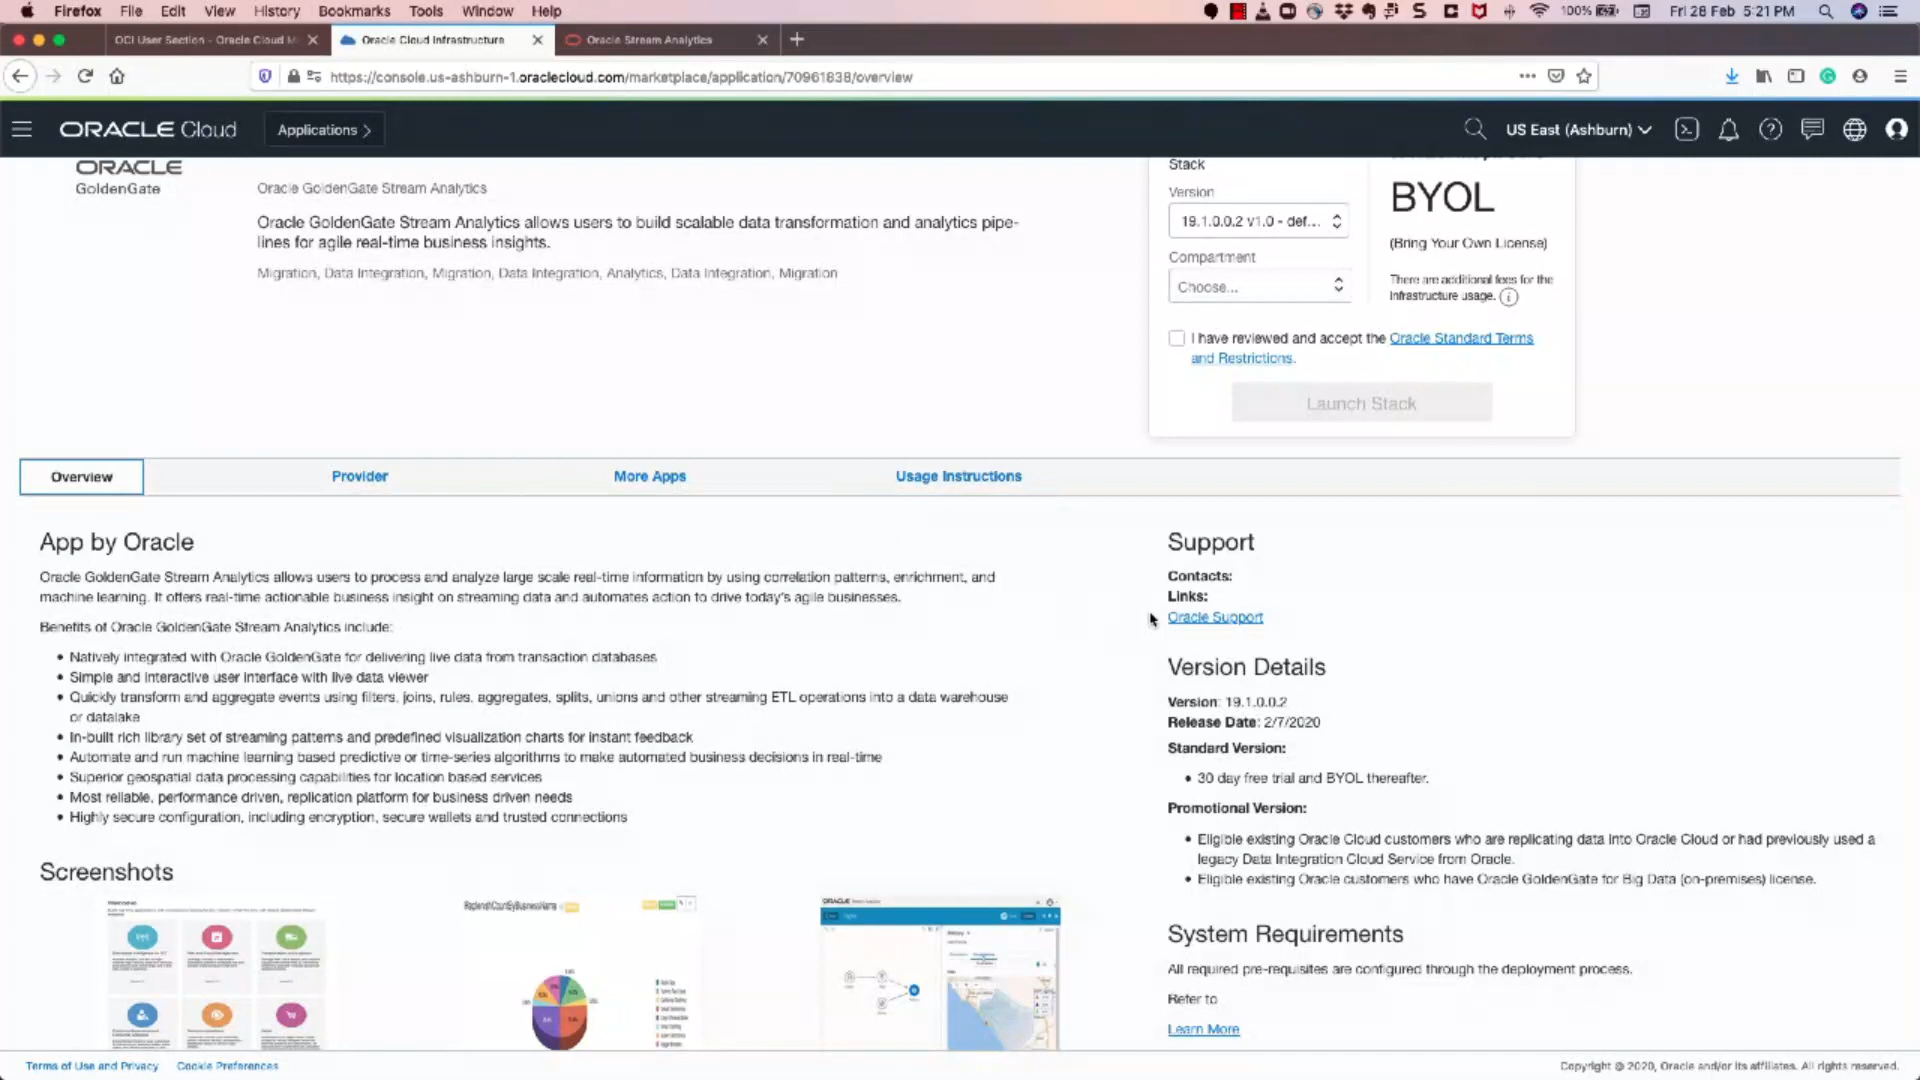 Firefox File Edit View History Bookmarks Tools Window Help 100% Fri 28 Feb 5:21 PM
OCI User Section - Oracle Cloud M Oracle Cloud Infrastructure Oracle Stream Analytics
https://console.us-ashburn-1.oraclecloud.com/marketplace/application/70961838/overview
ORACLE Cloud Applications US East (Ashburn)
ORACLE
GoldenGate
Oracle GoldenGate Stream Analytics
Oracle GoldenGate Stream Analytics allows users to build scalable data transformation and analytics pipe-
lines for agile real-time business insights.
Migration, Data Integration, Migration, Data Integration, Analytics, Data Integration, Migration
Stack
Version
19.1.0.0.2 v1.0 - def...
Compartment
Choose...
BYOL
(Bring Your Own License)
There are additional fees for the
infrastructure usage.
I have reviewed and accept the Oracle Standard Terms
and Restrictions.
Launch Stack
Overview Provider More Apps Usage Instructions
App by Oracle
Oracle GoldenGate Stream Analytics allows users to process and analyze large scale real-time information by using correlation patterns, enrichment, and
machine learning. It offers real-time actionable business insight on streaming data and automates action to drive today's agile businesses.
Benefits of Oracle GoldenGate Stream Analytics include:
• Natively integrated with Oracle GoldenGate for delivering live data from transaction databases
• Simple and interactive user interface with live data viewer
• Quickly transform and aggregate events using filters, joins, rules, aggregates, splits, unions and other streaming ETL operations into a data warehouse
or datalake
• In-built rich library set of streaming patterns and predefined visualization charts for instant feedback
• Automate and run machine learning based predictive or time-series algorithms to make automated business decisions in real-time
• Superior geospatial data processing capabilities for location based services
• Most reliable, performance driven, replication platform for business driven needs
• Highly secure configuration, including encryption, secure wallets and trusted connections
Screenshots
ReplenishCountByBusinessName
ORACLE
Support
Contacts:
Links:
Oracle Support
Version Details
Version: 19.1.0.0.2
Release Date: 2/7/2020
Standard Version:
• 30 day free trial and BYOL thereafter.
Promotional Version:
• Eligible existing Oracle Cloud customers who are replicating data into Oracle Cloud or had previously used a
legacy Data Integration Cloud Service from Oracle.
• Eligible existing Oracle customers who have Oracle GoldenGate for Big Data (on-premises) license.
System Requirements
All required pre-requisites are configured through the deployment process.
Refer to
Learn More
Terms of Use and Privacy Cookie Preferences
Copyright @ 2020, Oracle and/or its affiliates. All rights reserved.